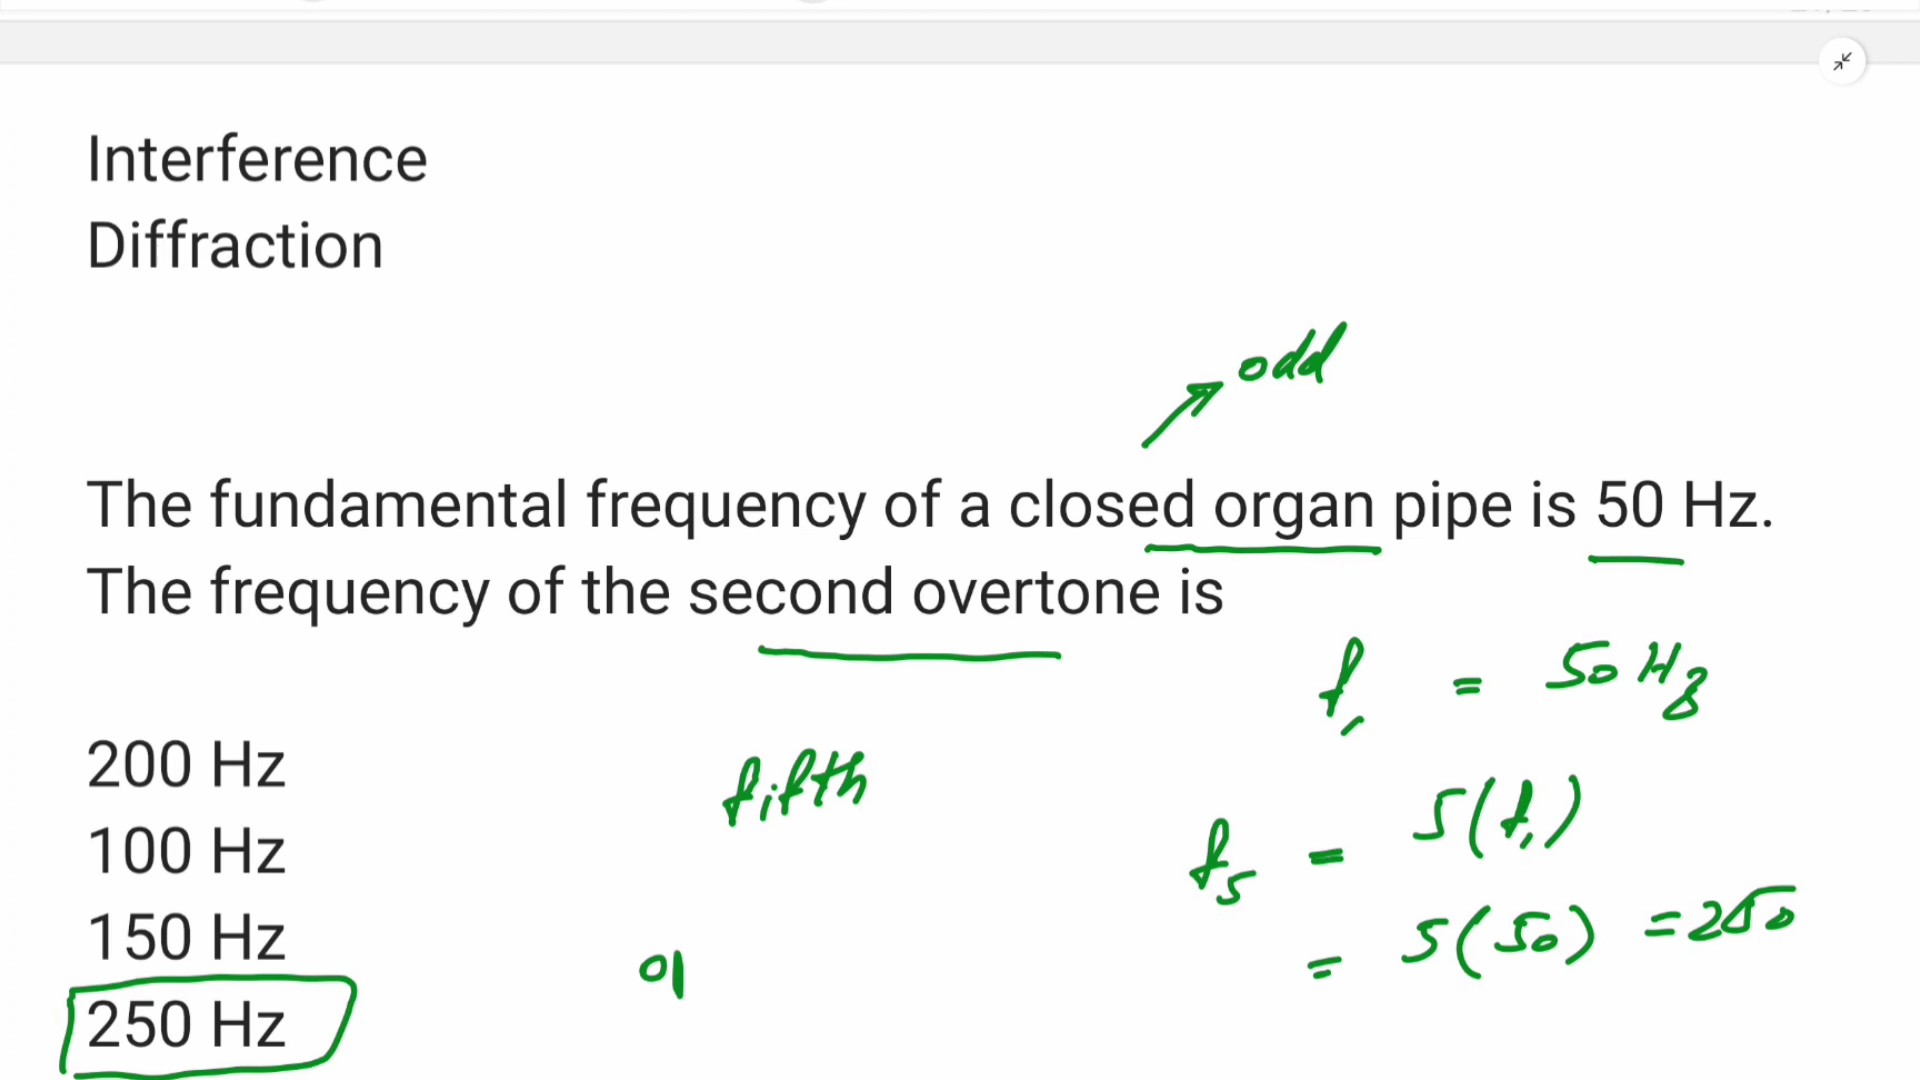 Interference
Diffraction
odd
The fundamental frequency of a closed organ pipe is 50 Hz.
The frequency of the second overtone is
f₁ = 50 Hz
200 Hz
fifth
f₅ = 5(f₁)
100 Hz
150 Hz
= 5(50) = 250
250 Hz